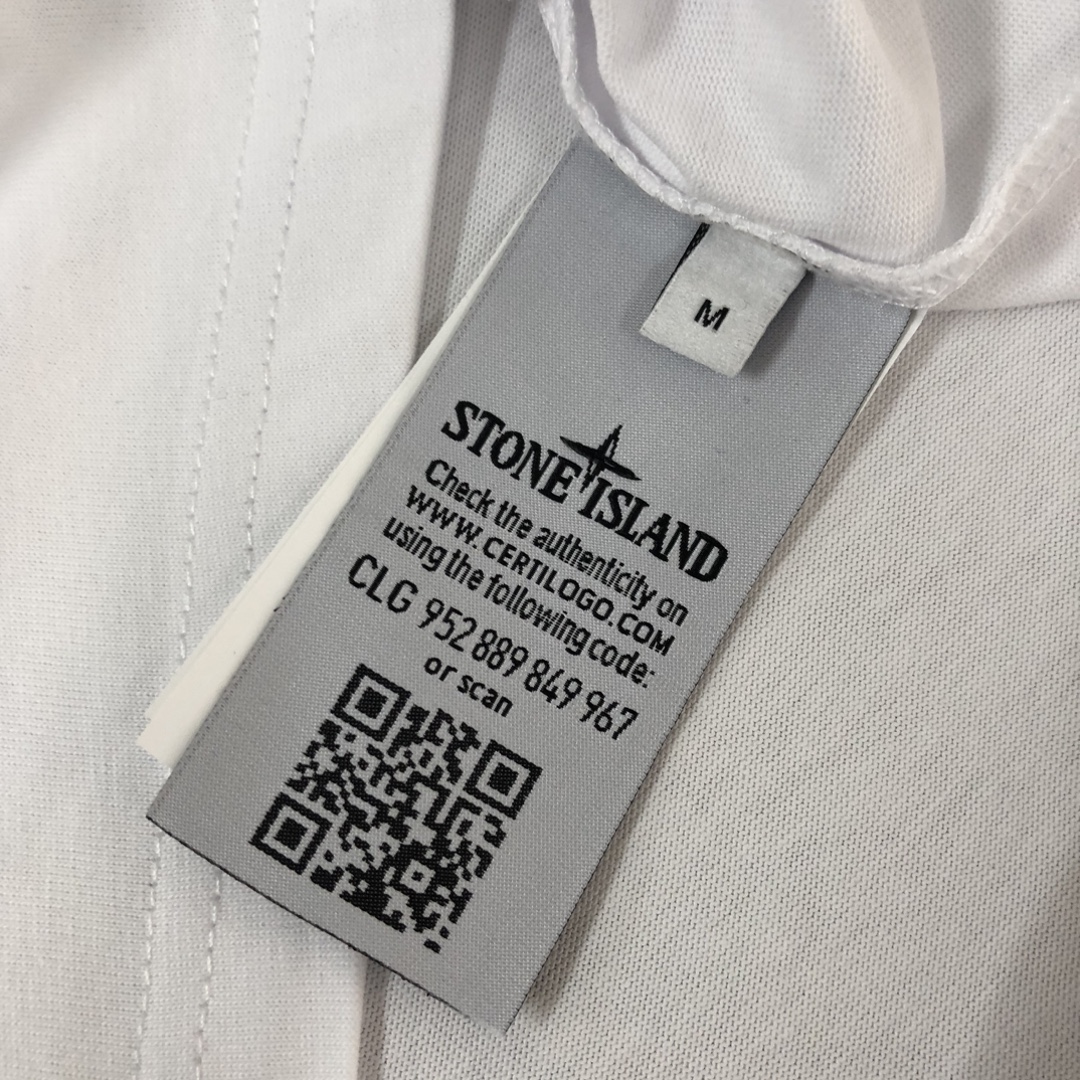 M
STONE ISLAND
Check the authenticity on
WWW.CERTILOGO.COM
using the following code:
CLG 952 889 849 967
or scan